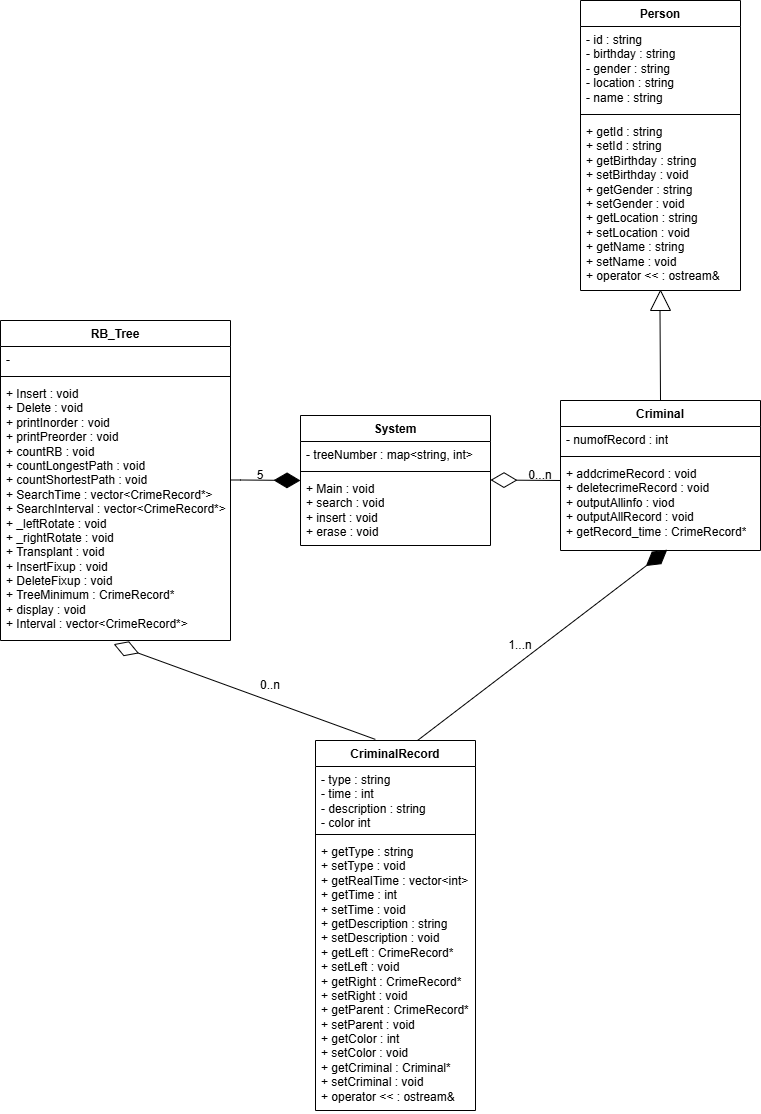 Person
- id : string
- birthday : string
- gender : string
- location : string
- name : string
+ getId : string
+ setId : string
+ getBirthday : string
+ setBirthday : void
+ getGender : string
+ setGender : void
+ getLocation : string
+ setLocation : void
+ getName : string
+ setName : void
+ operator << : ostream&
RB_Tree
-
+ Insert : void
+ Delete : void
+ printInorder : void
+ printPreorder : void
+ countRB : void
+ countLongestPath : void
+ countShortestPath : void
+ SearchTime : vector<CrimeRecord*>
+ SearchInterval : vector<CrimeRecord*>
+ _leftRotate : void
+ _rightRotate : void
+ Transplant : void
+ InsertFixup : void
+ DeleteFixup : void
+ TreeMinimum : CrimeRecord*
+ display : void
+ Interval : vector<CrimeRecord*>
5
System
- treeNumber : map<string, int>
+ Main : void
+ search : void
+ insert : void
+ erase : void
0...n
Criminal
- numofRecord : int
+ addcrimeRecord : void
+ deletecrimeRecord : void
+ outputAllinfo : viod
+ outputAllRecord : void
+ getRecord_time : CrimeRecord*
1...n
0..n
CriminalRecord
- type : string
- time : int
- description : string
- color int
+ getType : string
+ setType : void
+ getRealTime : vector<int>
+ getTime : int
+ setTime : void
+ getDescription : string
+ setDescription : void
+ getLeft : CrimeRecord*
+ setLeft : void
+ getRight : CrimeRecord*
+ setRight : void
+ getParent : CrimeRecord*
+ setParent : void
+ getColor : int
+ setColor : void
+ getCriminal : Criminal*
+ setCriminal : void
+ operator << : ostream&